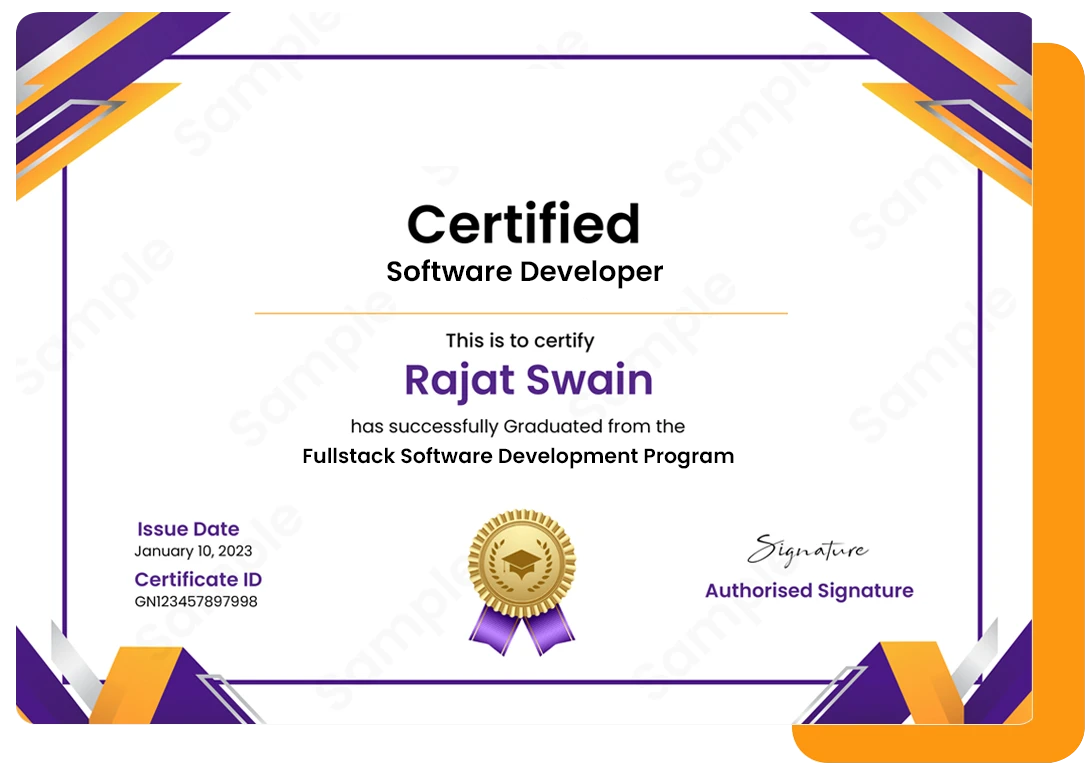 Certified
Software Developer
This is to certify
Rajat Swain
has successfully Graduated from the
Fullstack Software Development Program
Issue Date
January 10, 2023
Certificate ID
GN123457897998
Signature
Authorised Signature
Sample
Sample
Sample
Sample
Sample
Sample
Sample
Sample
Sample
Sample
Sample